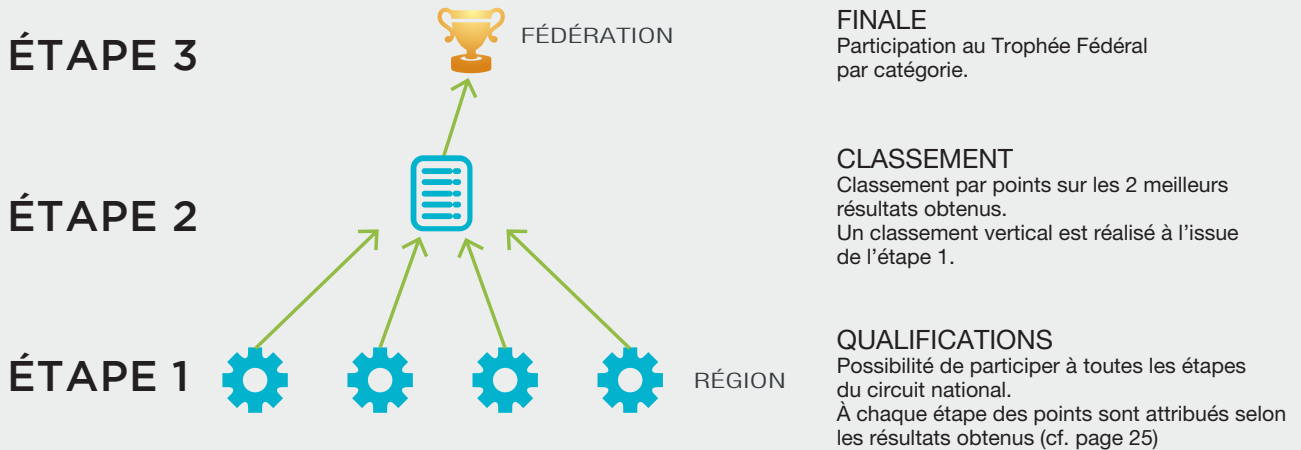 ÉTAPE 3
FÉDÉRATION
FINALE
Participation au Trophée Fédéral
par catégorie.
ÉTAPE 2
CLASSEMENT
Classement par points sur les 2 meilleurs
résultats obtenus.
Un classement vertical est réalisé à l’issue
de l’étape 1.
ÉTAPE 1
RÉGION
QUALIFICATIONS
Possibilité de participer à toutes les étapes
du circuit national.
À chaque étape des points sont attribués selon
les résultats obtenus (cf. page 25)